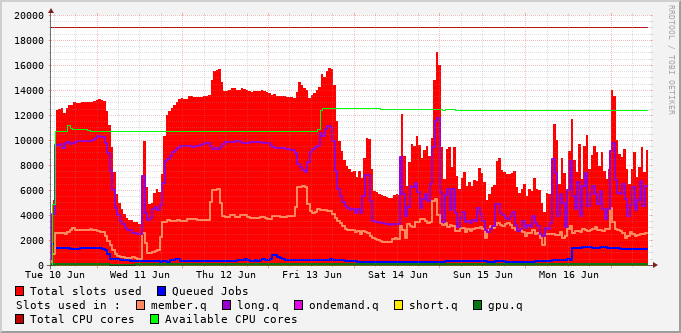 20000
18000
16000
14000
12000
10000
8000
6000
4000
2000
0
Tue 10 Jun Wed 11 Jun Thu 12 Jun Fri 13 Jun Sat 14 Jun Sun 15 Jun Mon 16 Jun
Total slots used Queued Jobs
Slots used in : member.q long.q ondemand.q short.q gpu.q
Total CPU cores Available CPU cores
RRDTOOL / TOBI OETIKER